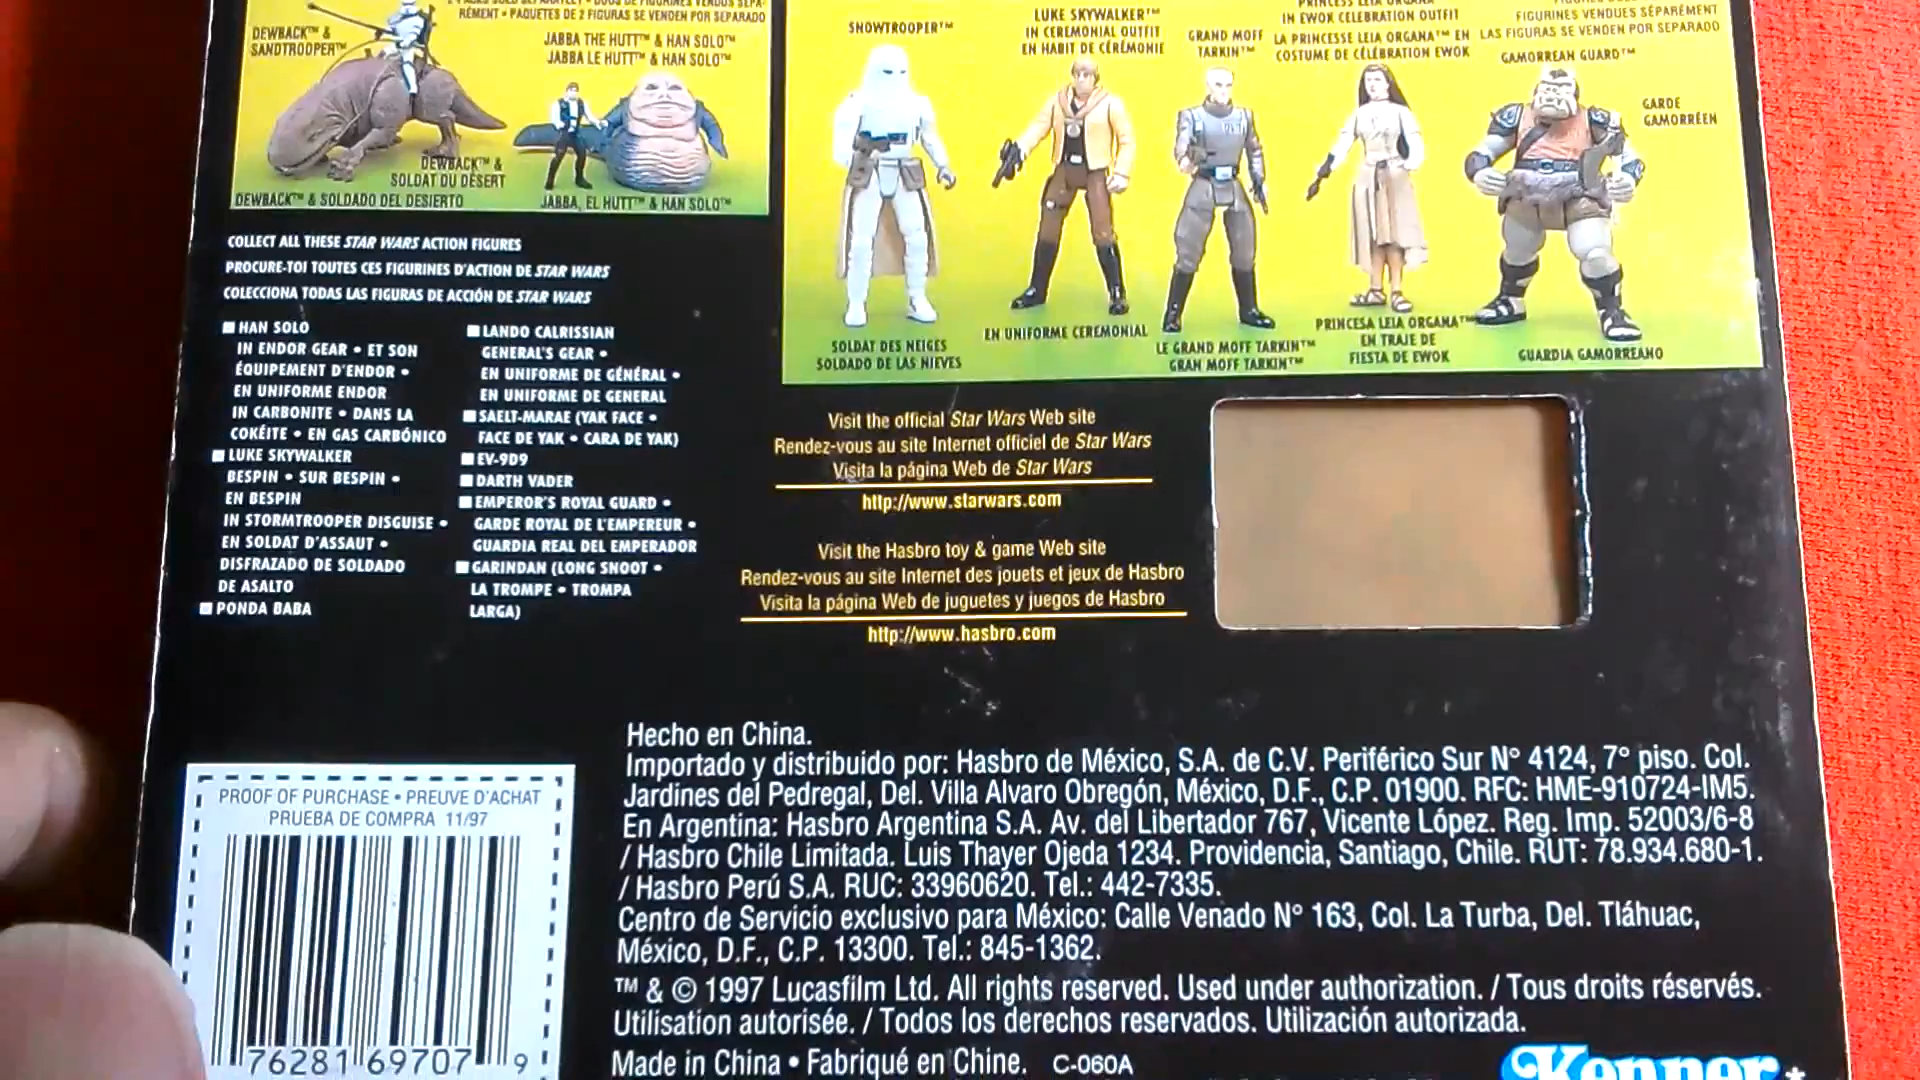 RÉMENT • PAQUETES DE 2 FIGURAS SE VENDEN POR SEPARADO
DEWBACK™ &
SANDTROOPER™
JABBA THE HUTT™ & HAN SOLO™
JABBA LE HUTT™ & HAN SOLO™
DEWBACK™ &
SOLDAT DU DÉSERT
DEWBACK™ & SOLDADO DEL DESIERTO
JABBA, EL HUTT™ & HAN SOLO™
SNOWTROOPER™
LUKE SKYWALKER™
IN CEREMONIAL OUTFIT
EN HABIT DE CÉRÉMONIE
GRAND MOFF
TARKIN™
PRINCESS LEIA ORGANA™
IN EWOK CELEBRATION OUTFIT
LA PRINCESSE LEIA ORGANA™ EN
COSTUME DE CÉLÉBRATION EWOK
FIGURINES VENDUES SÉPARÉMENT
LAS FIGURAS SE VENDEN POR SEPARADO
GAMORREAN GUARD™
GARDE
GAMORRÉEN
SOLDAT DES NEIGES
SOLDADO DE LAS NIEVES
EN UNIFORME CEREMONIAL
LE GRAND MOFF TARKIN™
GRAN MOFF TARKIN™
PRINCESA LEIA ORGANA™
EN TRAJE DE
FIESTA DE EWOK
GUARDIA GAMORREANO
COLLECT ALL THESE STAR WARS ACTION FIGURES
PROCURE-TOI TOUTES CES FIGURINES D'ACTION DE STAR WARS
COLECCIONA TODAS LAS FIGURAS DE ACCIÓN DE STAR WARS
HAN SOLO
IN ENDOR GEAR • ET SON
ÉQUIPEMENT D'ENDOR •
EN UNIFORME ENDOR
IN CARBONITE • DANS LA
COKÉITE • EN GAS CARBÓNICO
LUKE SKYWALKER
BESPIN • SUR BESPIN •
EN BESPIN
IN STORMTROOPER DISGUISE •
EN SOLDAT D'ASSAUT •
DISFRAZADO DE SOLDADO
DE ASALTO
PONDA BABA
LANDO CALRISSIAN
GENERAL'S GEAR •
EN UNIFORME DE GÉNÉRAL •
EN UNIFORME DE GENERAL
SAELT-MARAE (YAK FACE •
FACE DE YAK • CARA DE YAK)
EV-9D9
DARTH VADER
EMPEROR'S ROYAL GUARD •
GARDE ROYAL DE L'EMPEREUR •
GUARDIA REAL DEL EMPERADOR
GARINDAN (LONG SNOOT •
LA TROMPE • TROMPA
LARGA)
Visit the official Star Wars Web site
Rendez-vous au site Internet officiel de Star Wars
Visita la página Web de Star Wars
http://www.starwars.com
Visit the Hasbro toy & game Web site
Rendez-vous au site Internet des jouets et jeux de Hasbro
Visita la página Web de juguetes y juegos de Hasbro
http://www.hasbro.com
PROOF OF PURCHASE • PREUVE D'ACHAT
PRUEBA DE COMPRA 11/97
76281 69707 9
Hecho en China.
Importado y distribuido por: Hasbro de México, S.A. de C.V. Periférico Sur Nº 4124, 7º piso. Col.
Jardines del Pedregal, Del. Villa Alvaro Obregón, México, D.F., C.P. 01900. RFC: HME-910724-IM5.
En Argentina: Hasbro Argentina S.A. Av. del Libertador 767, Vicente López. Reg. Imp. 52003/6-8
/ Hasbro Chile Limitada. Luis Thayer Ojeda 1234. Providencia, Santiago, Chile. RUT: 78.934.680-1.
/ Hasbro Perú S.A. RUC: 33960620. Tel.: 442-7335.
Centro de Servicio exclusivo para México: Calle Venado Nº 163, Col. La Turba, Del. Tláhuac,
México, D.F., C.P. 13300. Tel.: 845-1362.
™ & © 1997 Lucasfilm Ltd. All rights reserved. Used under authorization. / Tous droits réservés.
Utilisation autorisée. / Todos los derechos reservados. Utilización autorizada.
Made in China • Fabriqué en Chine. C-060A
Kenner